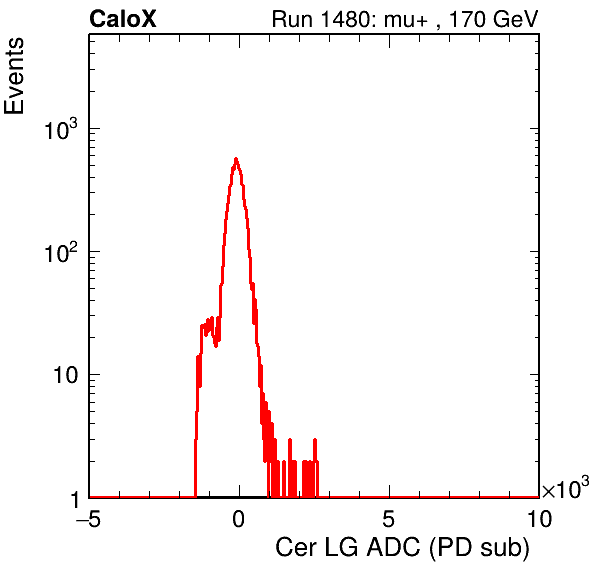 CaloX Run 1480: mu+ , 170 GeV
Events
10³
10²
10
1
−5 0 5 10
×10³
Cer LG ADC (PD sub)